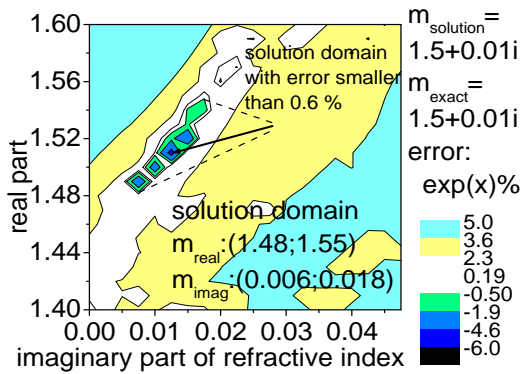 1.60
1.56
1.52
1.48
1.44
1.40
real part
0.00 0.01 0.02 0.03 0.04
imaginary part of refractive index
solution domain
with error smaller
than 0.6 %
solution domain
m_real:(1.48;1.55)
m_imag:(0.006;0.018)
m_solution=
1.5+0.01i
m_exact=
1.5+0.01i
error:
exp(x)%
5.0
3.6
2.3
0.19
-0.50
-1.9
-4.6
-6.0